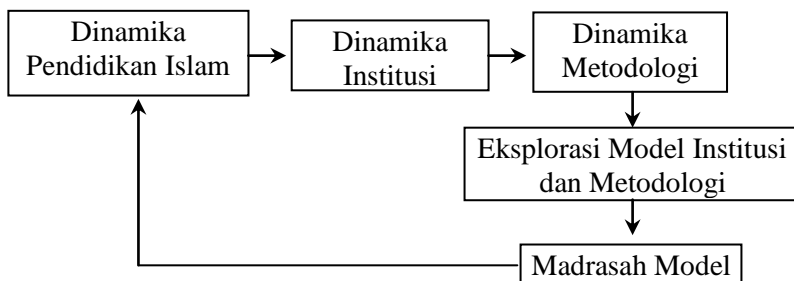 Dinamika
Pendidikan Islam
Dinamika
Institusi
Dinamika
Metodologi
Eksplorasi Model Institusi
dan Metodologi
Madrasah Model